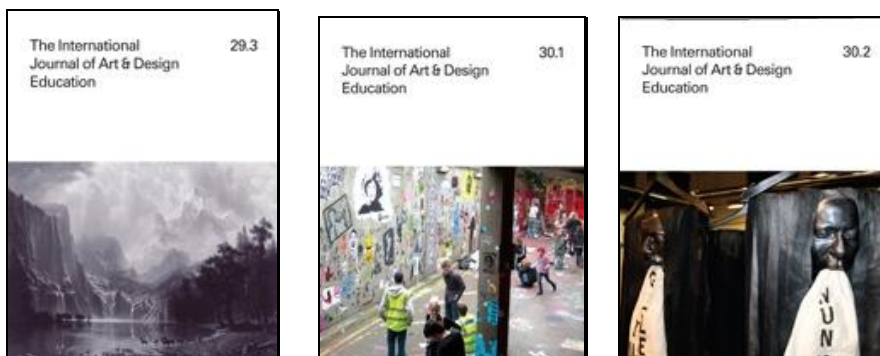 The International
Journal of Art & Design
Education
29.3
The International
Journal of Art & Design
Education
30.1
The International
Journal of Art & Design
Education
30.2
JUN